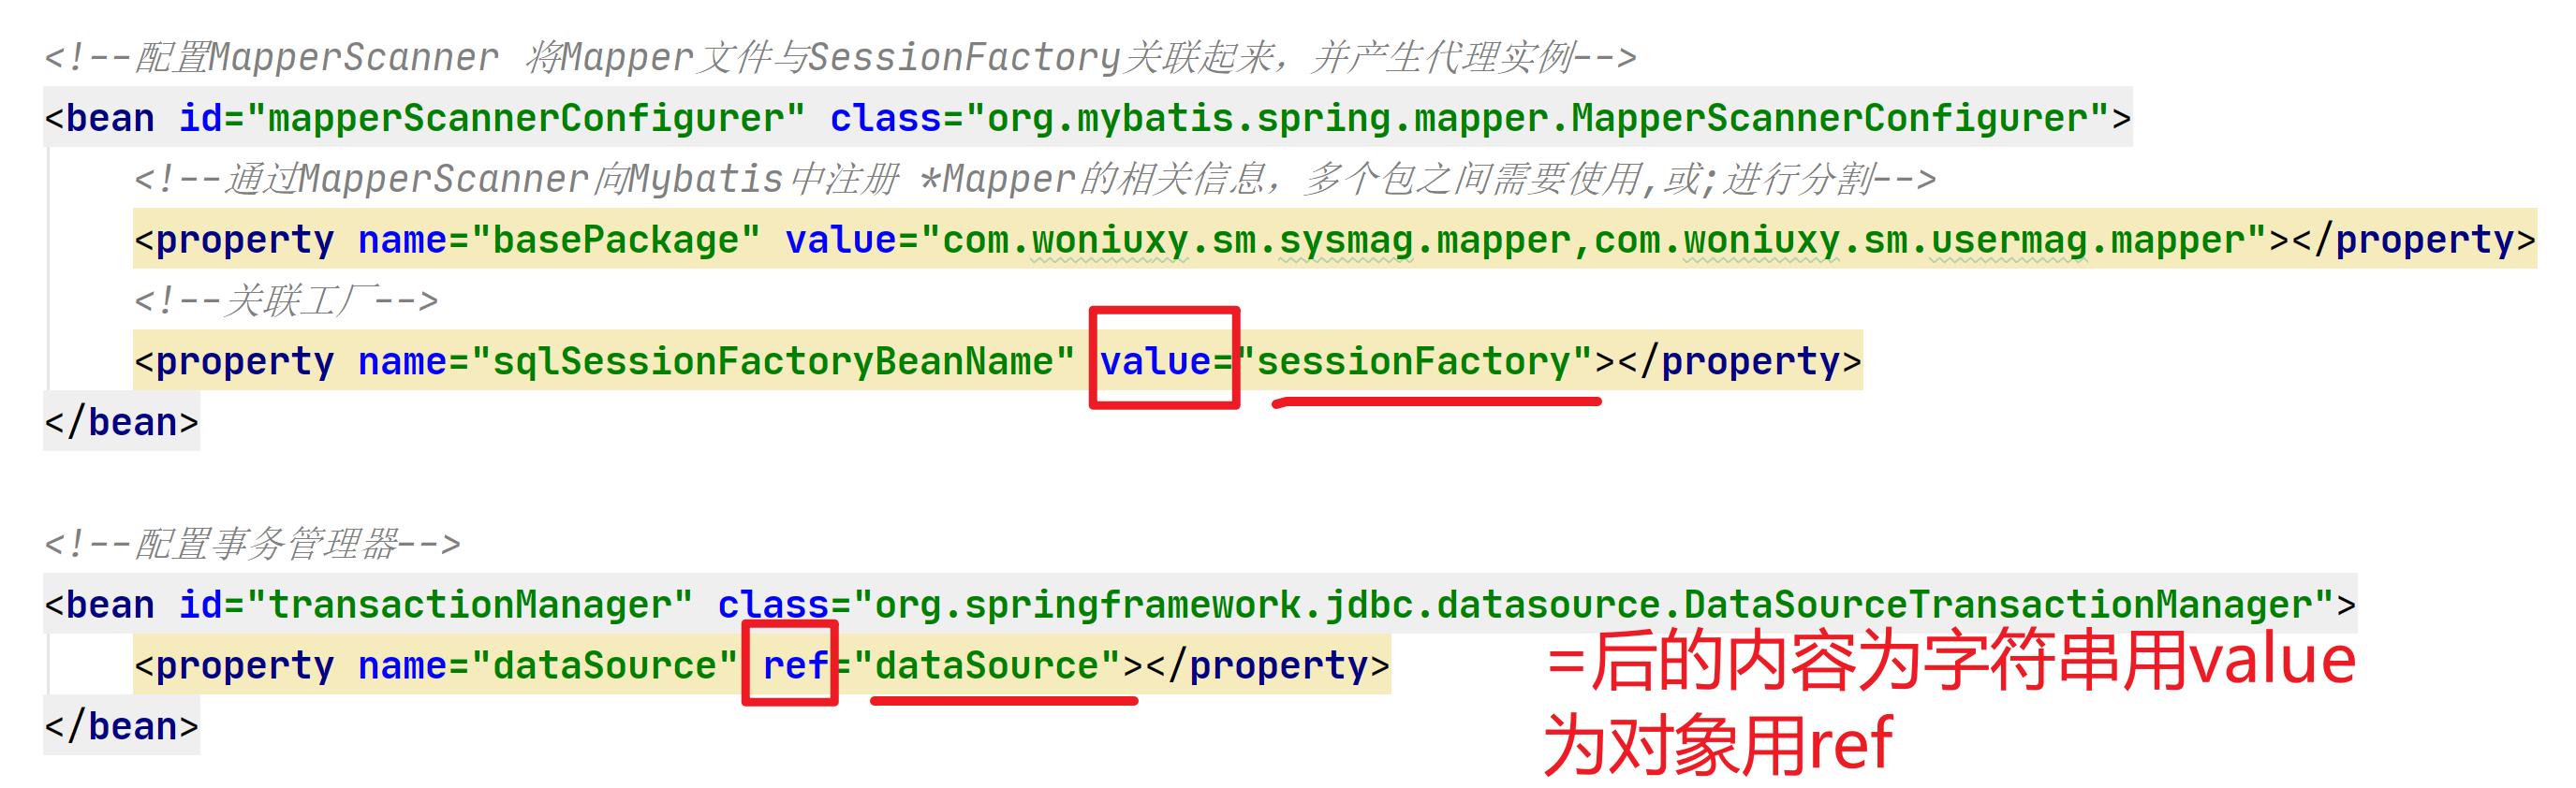 <!--配置MapperScanner 将Mapper文件与SessionFactory关联起来，并产生代理实例-->
<bean id="mapperScannerConfigurer" class="org.mybatis.spring.mapper.MapperScannerConfigurer">
<!--通过MapperScanner向Mybatis中注册 *Mapper的相关信息，多个包之间需要使用,或;进行分割-->
<property name="basePackage" value="com.woniuxy.sm.sysmag.mapper,com.woniuxy.sm.usermag.mapper"></property>
<!--关联工厂-->
<property name="sqlSessionFactoryBeanName" value="sessionFactory"></property>
</bean>
<!--配置事务管理器-->
<bean id="transactionManager" class="org.springframework.jdbc.datasource.DataSourceTransactionManager">
<property name="dataSource" ref="dataSource"></property>
</bean>
=后的内容为字符串用value
为对象用ref